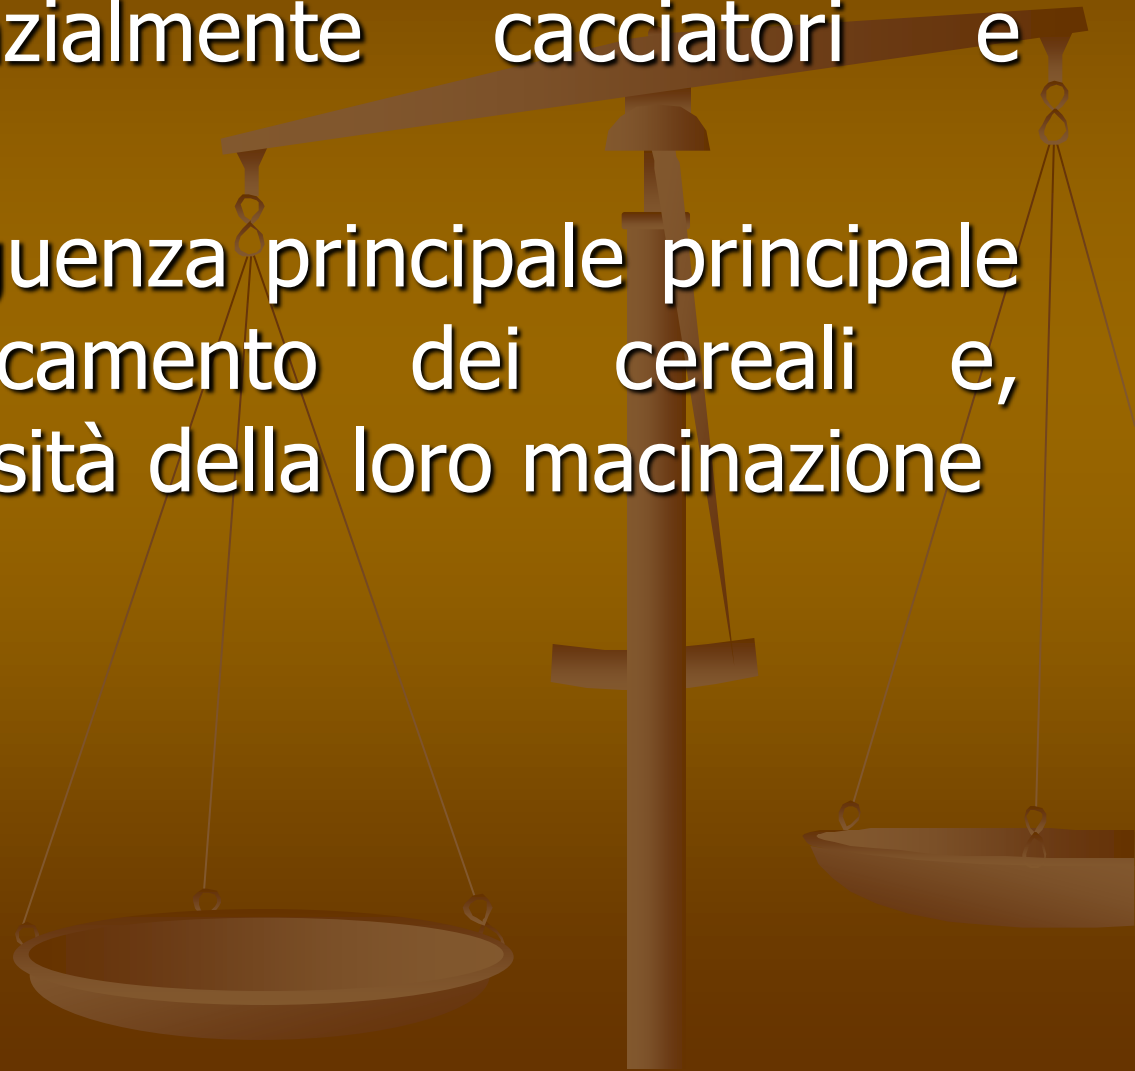 zialmente cacciatori e
uenza principale principale
camento dei cereali e,
sità della loro macinazione